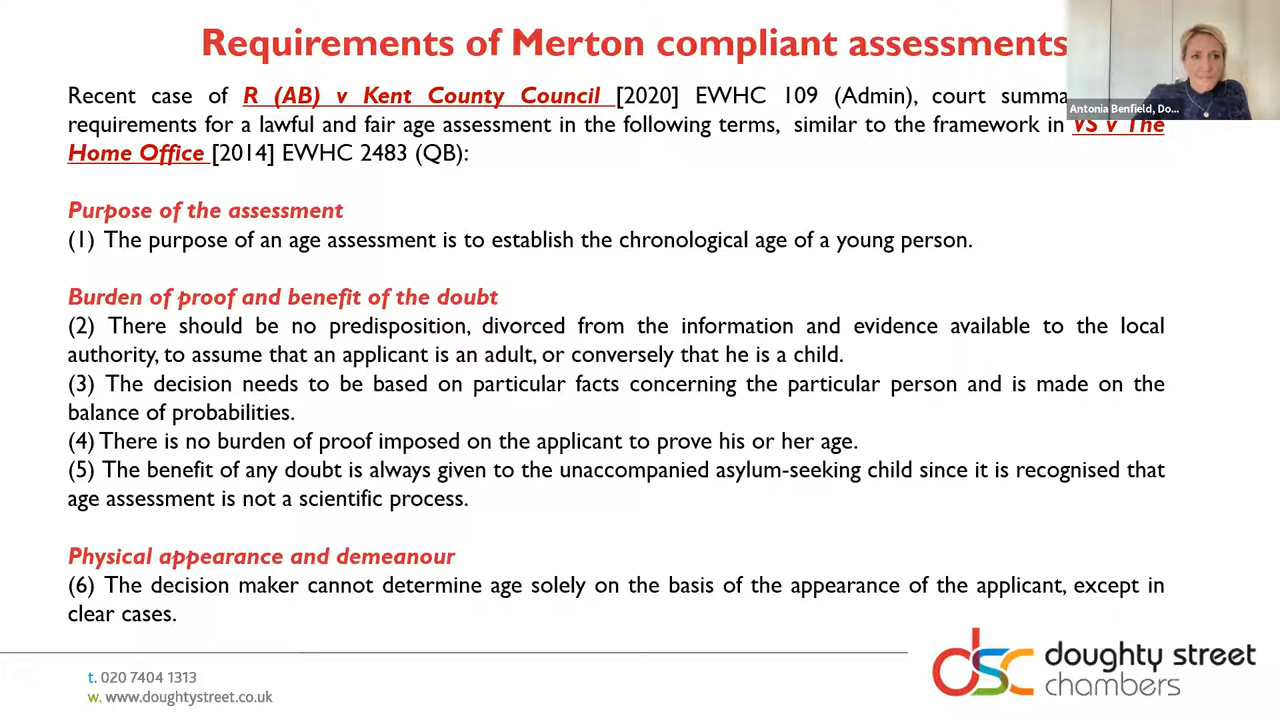 Requirements of Merton compliant assessments
Antonia Benfield, Do...
Recent case of R (AB) v Kent County Council [2020] EWHC 109 (Admin), court
requirements for a lawful and fair age assessment in the following terms, similar to the framework in VS v The
Home Office [2014] EWHC 2483 (QB):
Purpose of the assessment
(1) The purpose of an age assessment is to establish the chronological age of a young person.
Burden of proof and benefit of the doubt
(2) There should be no predisposition, divorced from the information and evidence available to the local
authority, to assume that an applicant is an adult, or conversely that he is a child.
(3) The decision needs to be based on particular facts concerning the particular person and is made on the
balance of probabilities.
(4) There is no burden of proof imposed on the applicant to prove his or her age.
(5) The benefit of any doubt is always given to the unaccompanied asylum-seeking child since it is recognised that
age assessment is not a scientific process.
Physical appearance and demeanour
(6) The decision maker cannot determine age solely on the basis of the appearance of the applicant, except in
clear cases.
t. 020 7404 1313
w. www.doughtystreet.co.uk
dsc doughty street
chambers